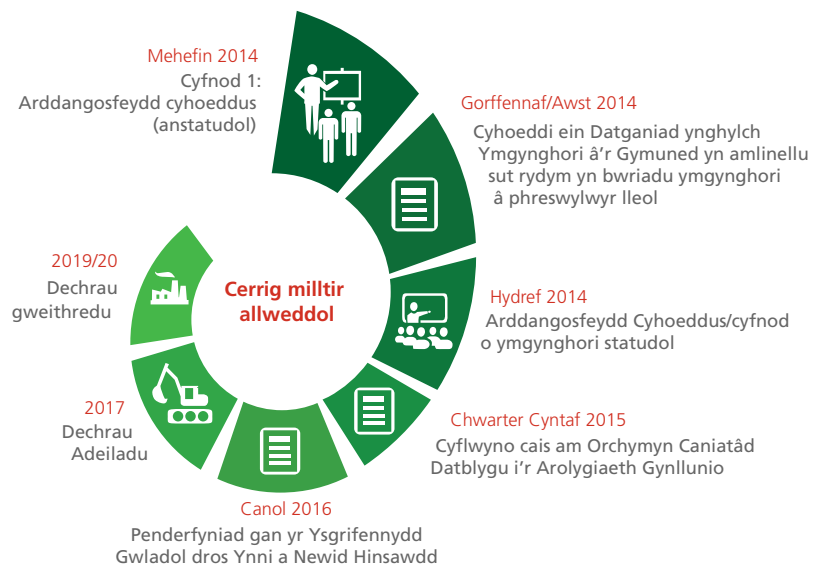 Mehefin 2014
Cyfnod 1:
Arddangosfeydd cyhoeddus
(anstatudol)
Gorffennaf/Awst 2014
Cyhoeddi ein Datganiad ynghylch
Ymgynghori â’r Gymuned yn amlinellu
sut rydym yn bwriadu ymgynghori
â phreswylwyr lleol
Hydref 2014
Arddangosfeydd Cyhoeddus/cyfnod
o ymgynghori statudol
Chwarter Cyntaf 2015
Cyflwyno cais am Orchymyn Caniatâd
Datblygu i’r Arolygiaeth Gynllunio
Canol 2016
Penderfyniad gan yr Ysgrifennydd
Gwladol dros Ynni a Newid Hinsawdd
2017
Dechrau
Adeiladu
2019/20
Dechrau
gweithredu
Cerrig milltir
allweddol